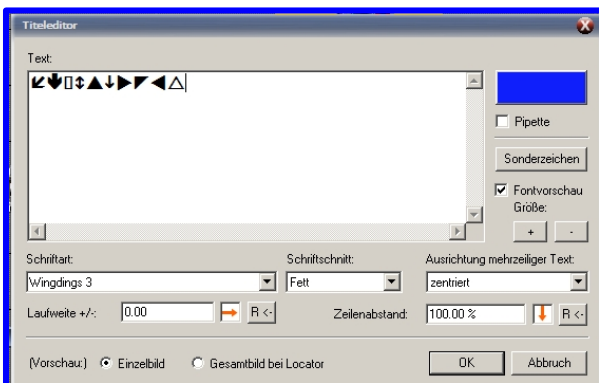 Titeleditor
Text:
🡿🡇▯↕▲↓▶◤◀△
Pipette
Sonderzeichen
Fontvorschau
Größe:
+ -
Schriftart: Schriftschnitt: Ausrichtung mehrzeiliger Text:
Wingdings 3 Fett zentriert
Laufweite +/-: 0.00 R <- Zeilenabstand: 100.00 % R <-
(Vorschau:) Einzelbild Gesamtbild bei Locator OK Abbruch